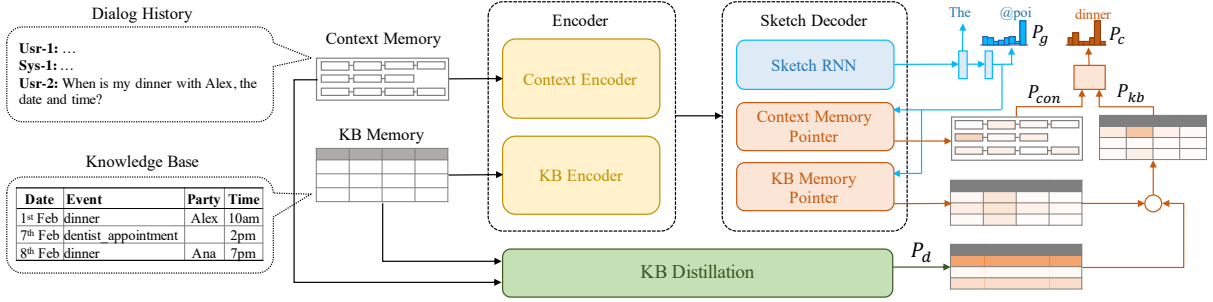 Dialog History
Usr-1: …
Sys-1: …
Usr-2: When is my dinner with Alex, the
date and time?
Knowledge Base
Date Event Party Time
1st Feb dinner Alex 10am
7th Feb dentist_appointment 2pm
8th Feb dinner Ana 7pm
Context Memory
KB Memory
Encoder
Context Encoder
KB Encoder
Sketch Decoder
Sketch RNN
Context Memory
Pointer
KB Memory
Pointer
KB Distillation
The
@poi
Pg
dinner
Pc
Pcon
Pkb
Pd